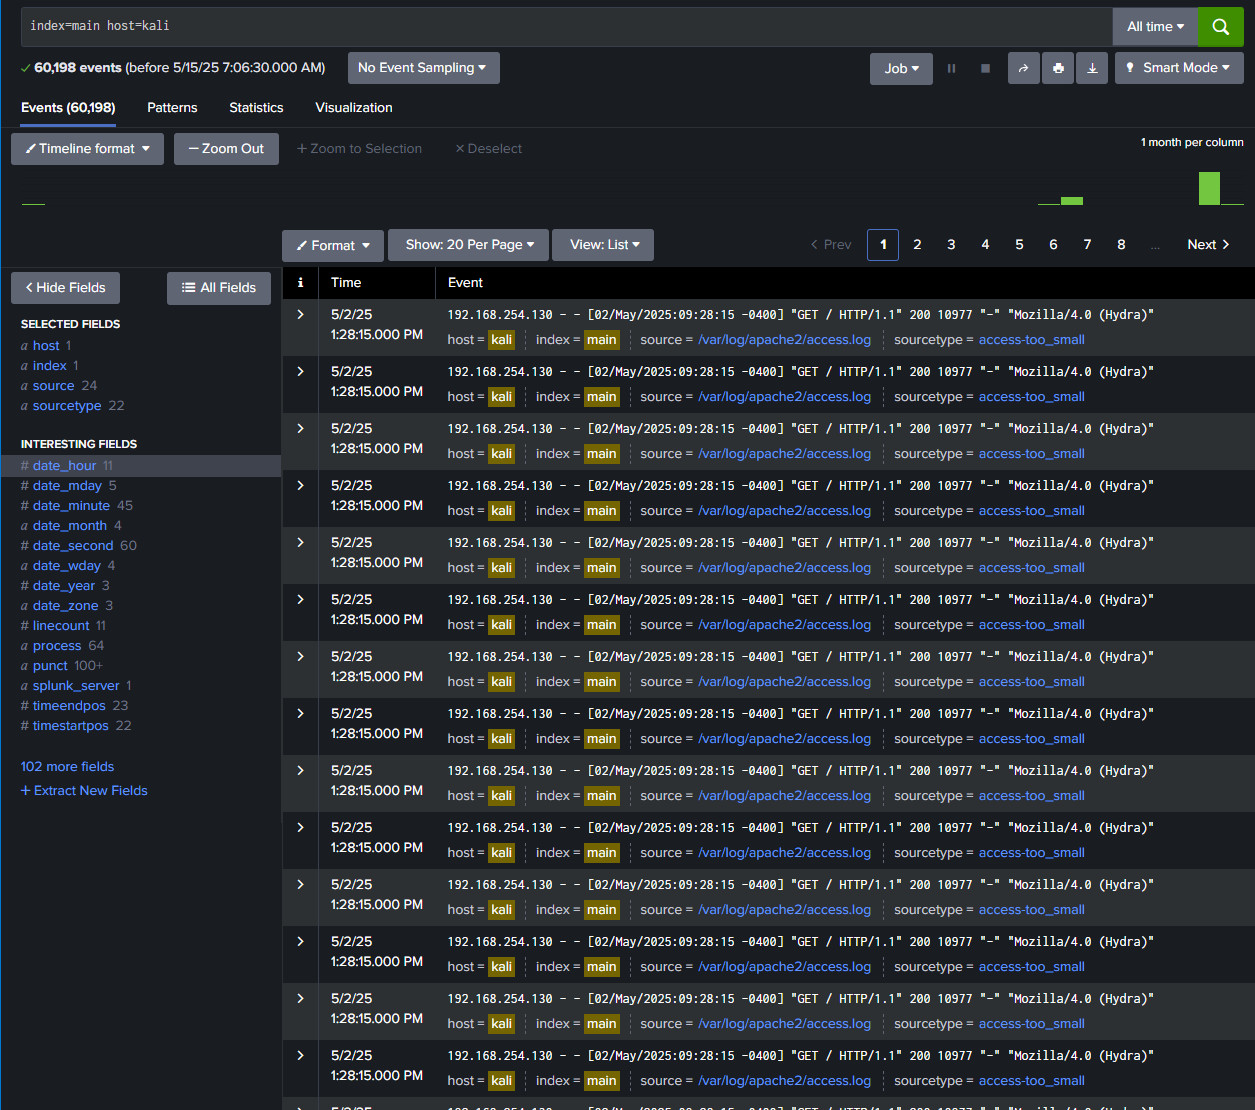 index=main host=kali
All time
60,198 events (before 5/15/25 7:06:30.000 AM)
No Event Sampling
Job
Smart Mode
Events (60,198)
Patterns
Statistics
Visualization
Timeline format
— Zoom Out
+ Zoom to Selection
× Deselect
1 month per column
Format
Show: 20 Per Page
View: List
< Prev
1 2 3 4 5 6 7 8 ... Next >
< Hide Fields
All Fields
SELECTED FIELDS
a host 1
a index 1
a source 24
a sourcetype 22
INTERESTING FIELDS
# date_hour 11
# date_mday 5
# date_minute 45
a date_month 4
# date_second 60
a date_wday 4
# date_year 3
a date_zone 3
# linecount 11
a process 64
a punct 100+
a splunk_server 1
# timeendpos 23
# timestartpos 22
102 more fields
+ Extract New Fields
i Time Event
5/2/25 192.168.254.130 - - [02/May/2025:09:28:15 -0400] "GET / HTTP/1.1" 200 10977 "-" "Mozilla/4.0 (Hydra)"
1:28:15.000 PM host = kali index = main source = /var/log/apache2/access.log sourcetype = access-too_small
5/2/25 192.168.254.130 - - [02/May/2025:09:28:15 -0400] "GET / HTTP/1.1" 200 10977 "-" "Mozilla/4.0 (Hydra)"
1:28:15.000 PM host = kali index = main source = /var/log/apache2/access.log sourcetype = access-too_small
5/2/25 192.168.254.130 - - [02/May/2025:09:28:15 -0400] "GET / HTTP/1.1" 200 10977 "-" "Mozilla/4.0 (Hydra)"
1:28:15.000 PM host = kali index = main source = /var/log/apache2/access.log sourcetype = access-too_small
5/2/25 192.168.254.130 - - [02/May/2025:09:28:15 -0400] "GET / HTTP/1.1" 200 10977 "-" "Mozilla/4.0 (Hydra)"
1:28:15.000 PM host = kali index = main source = /var/log/apache2/access.log sourcetype = access-too_small
5/2/25 192.168.254.130 - - [02/May/2025:09:28:15 -0400] "GET / HTTP/1.1" 200 10977 "-" "Mozilla/4.0 (Hydra)"
1:28:15.000 PM host = kali index = main source = /var/log/apache2/access.log sourcetype = access-too_small
5/2/25 192.168.254.130 - - [02/May/2025:09:28:15 -0400] "GET / HTTP/1.1" 200 10977 "-" "Mozilla/4.0 (Hydra)"
1:28:15.000 PM host = kali index = main source = /var/log/apache2/access.log sourcetype = access-too_small
5/2/25 192.168.254.130 - - [02/May/2025:09:28:15 -0400] "GET / HTTP/1.1" 200 10977 "-" "Mozilla/4.0 (Hydra)"
1:28:15.000 PM host = kali index = main source = /var/log/apache2/access.log sourcetype = access-too_small
5/2/25 192.168.254.130 - - [02/May/2025:09:28:15 -0400] "GET / HTTP/1.1" 200 10977 "-" "Mozilla/4.0 (Hydra)"
1:28:15.000 PM host = kali index = main source = /var/log/apache2/access.log sourcetype = access-too_small
5/2/25 192.168.254.130 - - [02/May/2025:09:28:15 -0400] "GET / HTTP/1.1" 200 10977 "-" "Mozilla/4.0 (Hydra)"
1:28:15.000 PM host = kali index = main source = /var/log/apache2/access.log sourcetype = access-too_small
5/2/25 192.168.254.130 - - [02/May/2025:09:28:15 -0400] "GET / HTTP/1.1" 200 10977 "-" "Mozilla/4.0 (Hydra)"
1:28:15.000 PM host = kali index = main source = /var/log/apache2/access.log sourcetype = access-too_small
5/2/25 192.168.254.130 - - [02/May/2025:09:28:15 -0400] "GET / HTTP/1.1" 200 10977 "-" "Mozilla/4.0 (Hydra)"
1:28:15.000 PM host = kali index = main source = /var/log/apache2/access.log sourcetype = access-too_small
5/2/25 192.168.254.130 - - [02/May/2025:09:28:15 -0400] "GET / HTTP/1.1" 200 10977 "-" "Mozilla/4.0 (Hydra)"
1:28:15.000 PM host = kali index = main source = /var/log/apache2/access.log sourcetype = access-too_small
5/2/25 192.168.254.130 - - [02/May/2025:09:28:15 -0400] "GET / HTTP/1.1" 200 10977 "-" "Mozilla/4.0 (Hydra)"
1:28:15.000 PM host = kali index = main source = /var/log/apache2/access.log sourcetype = access-too_small
5/2/25 192.168.254.130 - - [02/May/2025:09:28:15 -0400] "GET / HTTP/1.1" 200 10977 "-" "Mozilla/4.0 (Hydra)"
1:28:15.000 PM host = kali index = main source = /var/log/apache2/access.log sourcetype = access-too_small